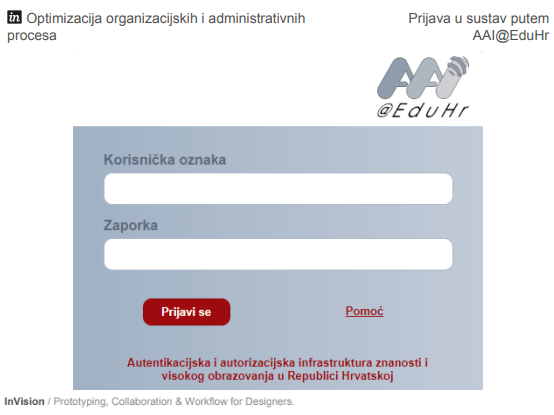 in Optimizacija organizacijskih i administrativnih
procesa
Prijava u sustav putem
AAI@EduHr
AAI
@EduHr
Korisnička oznaka
Zaporka
Prijavi se
Pomoć
Autentikacijska i autorizacijska infrastruktura znanosti i
visokog obrazovanja u Republici Hrvatskoj
InVision / Prototyping, Collaboration & Workflow for Designers.